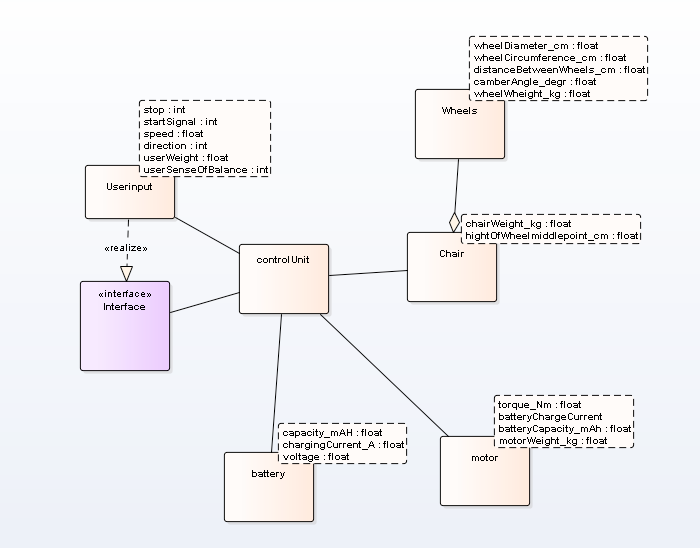 wheelDiameter_cm : float
wheelCircumference_cm : float
distanceBetweenWheels_cm : float
camberAngle_degr : float
wheelWheight_kg : float
Wheels
stop : int
startSignal : int
speed : float
direction : int
userWeight : float
userSenseOfBalance : int
Userinput
«realize»
«interface»
Interface
controlUnit
chairWeight_kg : float
hightOfWheelmiddlepoint_cm : float
Chair
capacity_mAH : float
chargingCurrent_A : float
voltage : float
battery
torque_Nm : float
batteryChargeCurrent
batteryCapacity_mAh : float
motorWeight_kg : float
motor